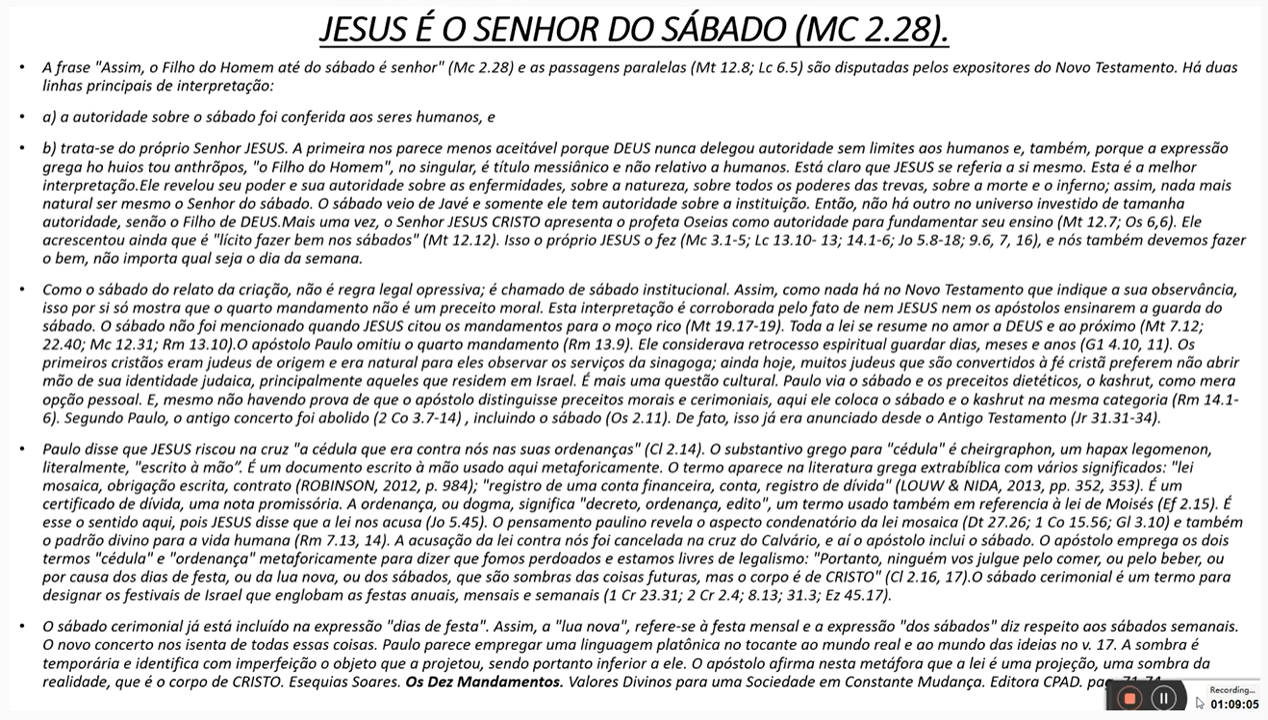 JESUS É O SENHOR DO SÁBADO (MC 2.28).
• A frase "Assim, o Filho do Homem até do sábado é senhor" (Mc 2.28) e as passagens paralelas (Mt 12.8; Lc 6.5) são disputadas pelos expositores do Novo Testamento. Há duas
linhas principais de interpretação:
• a) a autoridade sobre o sábado foi conferida aos seres humanos, e
• b) trata-se do próprio Senhor JESUS. A primeira nos parece menos aceitável porque DEUS nunca delegou autoridade sem limites aos humanos e, também, porque a expressão
grega ho huios tou anthrõpos, "o Filho do Homem", no singular, é título messiânico e não relativo a humanos. Está claro que JESUS se referia a si mesmo. Esta é a melhor
interpretação.Ele revelou seu poder e sua autoridade sobre as enfermidades, sobre a natureza, sobre todos os poderes das trevas, sobre a morte e o inferno; assim, nada mais
natural ser mesmo o Senhor do sábado. O sábado veio de Javé e somente ele tem autoridade sobre a instituição. Então, não há outro no universo investido de tamanha
autoridade, senão o Filho de DEUS.Mais uma vez, o Senhor JESUS CRISTO apresenta o profeta Oseias como autoridade para fundamentar seu ensino (Mt 12.7; Os 6,6). Ele
acrescentou ainda que é "lícito fazer bem nos sábados" (Mt 12.12). Isso o próprio JESUS o fez (Mc 3.1-5; Lc 13.10- 13; 14.1-6; Jo 5.8-18; 9.6, 7, 16), e nós também devemos fazer
o bem, não importa qual seja o dia da semana.
• Como o sábado do relato da criação, não é regra legal opressiva; é chamado de sábado institucional. Assim, como nada há no Novo Testamento que indique a sua observância,
isso por si só mostra que o quarto mandamento não é um preceito moral. Esta interpretação é corroborada pelo fato de nem JESUS nem os apóstolos ensinarem a guarda do
sábado. O sábado não foi mencionado quando JESUS citou os mandamentos para o moço rico (Mt 19.17-19). Toda a lei se resume no amor a DEUS e ao próximo (Mt 7.12;
22.40; Mc 12.31; Rm 13.10).O apóstolo Paulo omitiu o quarto mandamento (Rm 13.9). Ele considerava retrocesso espiritual guardar dias, meses e anos (G1 4.10, 11). Os
primeiros cristãos eram judeus de origem e era natural para eles observar os serviços da sinagoga; ainda hoje, muitos judeus que são convertidos à fé cristã preferem não abrir
mão de sua identidade judaica, principalmente aqueles que residem em Israel. É mais uma questão cultural. Paulo via o sábado e os preceitos dietéticos, o kashrut, como mera
opção pessoal. E, mesmo não havendo prova de que o apóstolo distinguisse preceitos morais e cerimoniais, aqui ele coloca o sábado e o kashrut na mesma categoria (Rm 14.1-
6). Segundo Paulo, o antigo concerto foi abolido (2 Co 3.7-14) , incluindo o sábado (Os 2.11). De fato, isso já era anunciado desde o Antigo Testamento (Jr 31.31-34).
• Paulo disse que JESUS riscou na cruz "a cédula que era contra nós nas suas ordenanças" (Cl 2.14). O substantivo grego para "cédula" é cheirgraphon, um hapax legomenon,
literalmente, "escrito à mão”. É um documento escrito à mão usado aqui metaforicamente. O termo aparece na literatura grega extrabíblica com vários significados: "lei
mosaica, obrigação escrita, contrato (ROBINSON, 2012, p. 984); "registro de uma conta financeira, conta, registro de dívida" (LOUW & NIDA, 2013, pp. 352, 353). É um
certificado de dívida, uma nota promissória. A ordenança, ou dogma, significa "decreto, ordenança, edito", um termo usado também em referencia à lei de Moisés (Ef 2.15). É
esse o sentido aqui, pois JESUS disse que a lei nos acusa (Jo 5.45). O pensamento paulino revela o aspecto condenatório da lei mosaica (Dt 27.26; 1 Co 15.56; Gl 3.10) e também
o padrão divino para a vida humana (Rm 7.13, 14). A acusação da lei contra nós foi cancelada na cruz do Calvário, e aí o apóstolo inclui o sábado. O apóstolo emprega os dois
termos "cédula" e "ordenança" metaforicamente para dizer que fomos perdoados e estamos livres de legalismo: "Portanto, ninguém vos julgue pelo comer, ou pelo beber, ou
por causa dos dias de festa, ou da lua nova, ou dos sábados, que são sombras das coisas futuras, mas o corpo é de CRISTO" (Cl 2.16, 17).O sábado cerimonial é um termo para
designar os festivais de Israel que englobam as festas anuais, mensais e semanais (1 Cr 23.31; 2 Cr 2.4; 8.13; 31.3; Ez 45.17).
• O sábado cerimonial já está incluído na expressão "dias de festa". Assim, a "lua nova", refere-se à festa mensal e a expressão "dos sábados" diz respeito aos sábados semanais.
O novo concerto nos isenta de todas essas coisas. Paulo parece empregar uma linguagem platônica no tocante ao mundo real e ao mundo das ideias no v. 17. A sombra é
temporária e identifica com imperfeição o objeto que a projetou, sendo portanto inferior a ele. O apóstolo afirma nesta metáfora que a lei é uma projeção, uma sombra da
realidade, que é o corpo de CRISTO. Esequias Soares. Os Dez Mandamentos. Valores Divinos para uma Sociedade em Constante Mudança. Editora CPAD.
Recording...
01:09:05